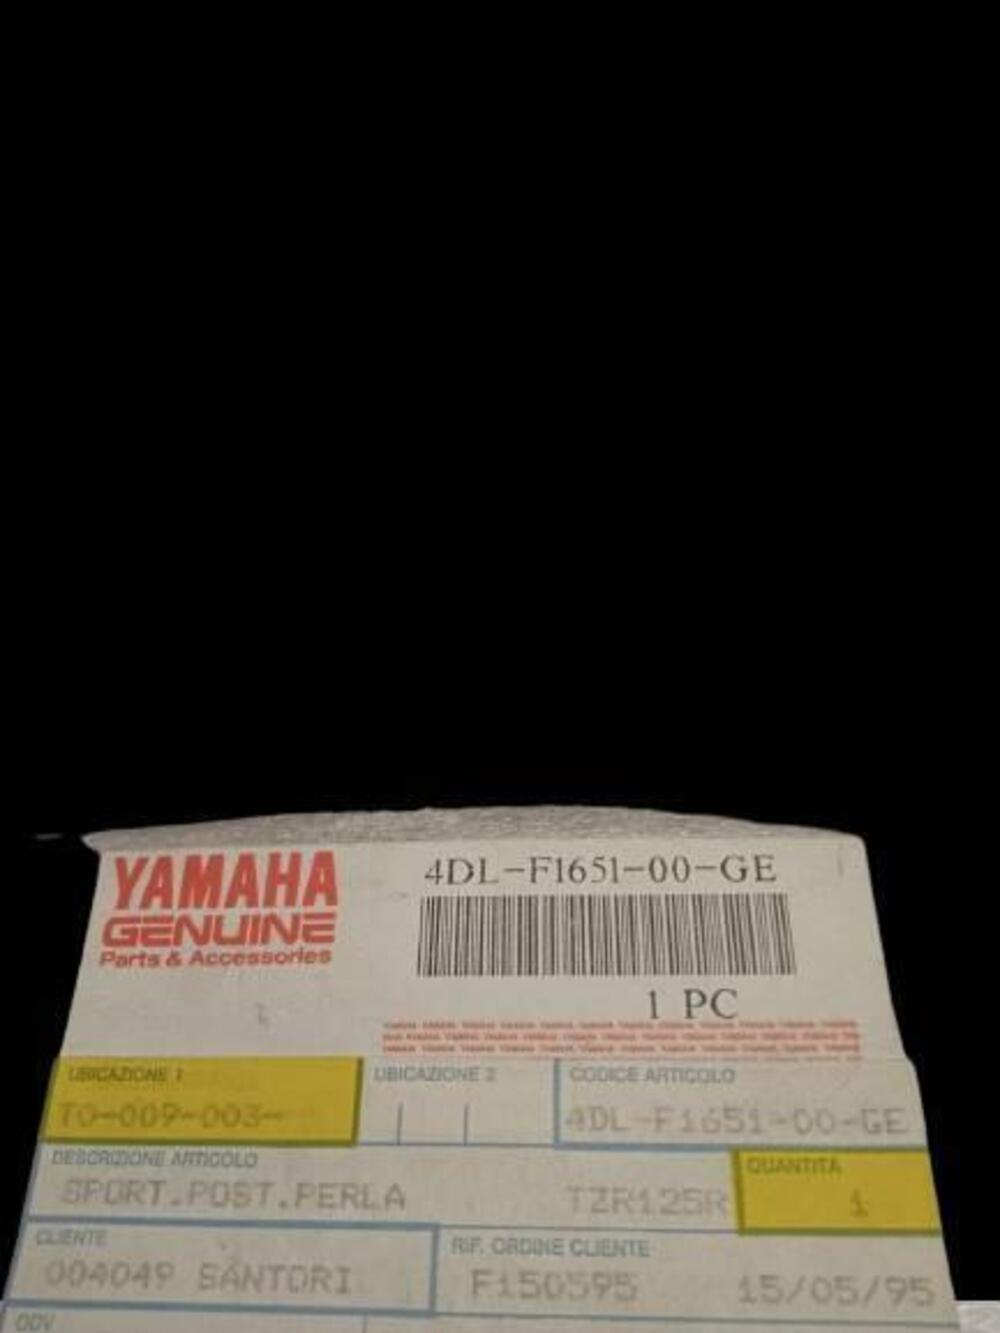 YAMAHA
GENUINE
Parts & Accessories
4DL-F1651-00-GE
1 PC
UBICAZIONE 1
TO-009-003-
UBICAZIONE 2
CODICE ARTICOLO
4DL-F1651-00-GE
DESCRIZIONE ARTICOLO
SPORT.POST.PERLA TZR125R
QUANTITA
1
CLIENTE
004049 SANTORI
RIF. ORDINE CLIENTE
F150595 15/05/95
ODV